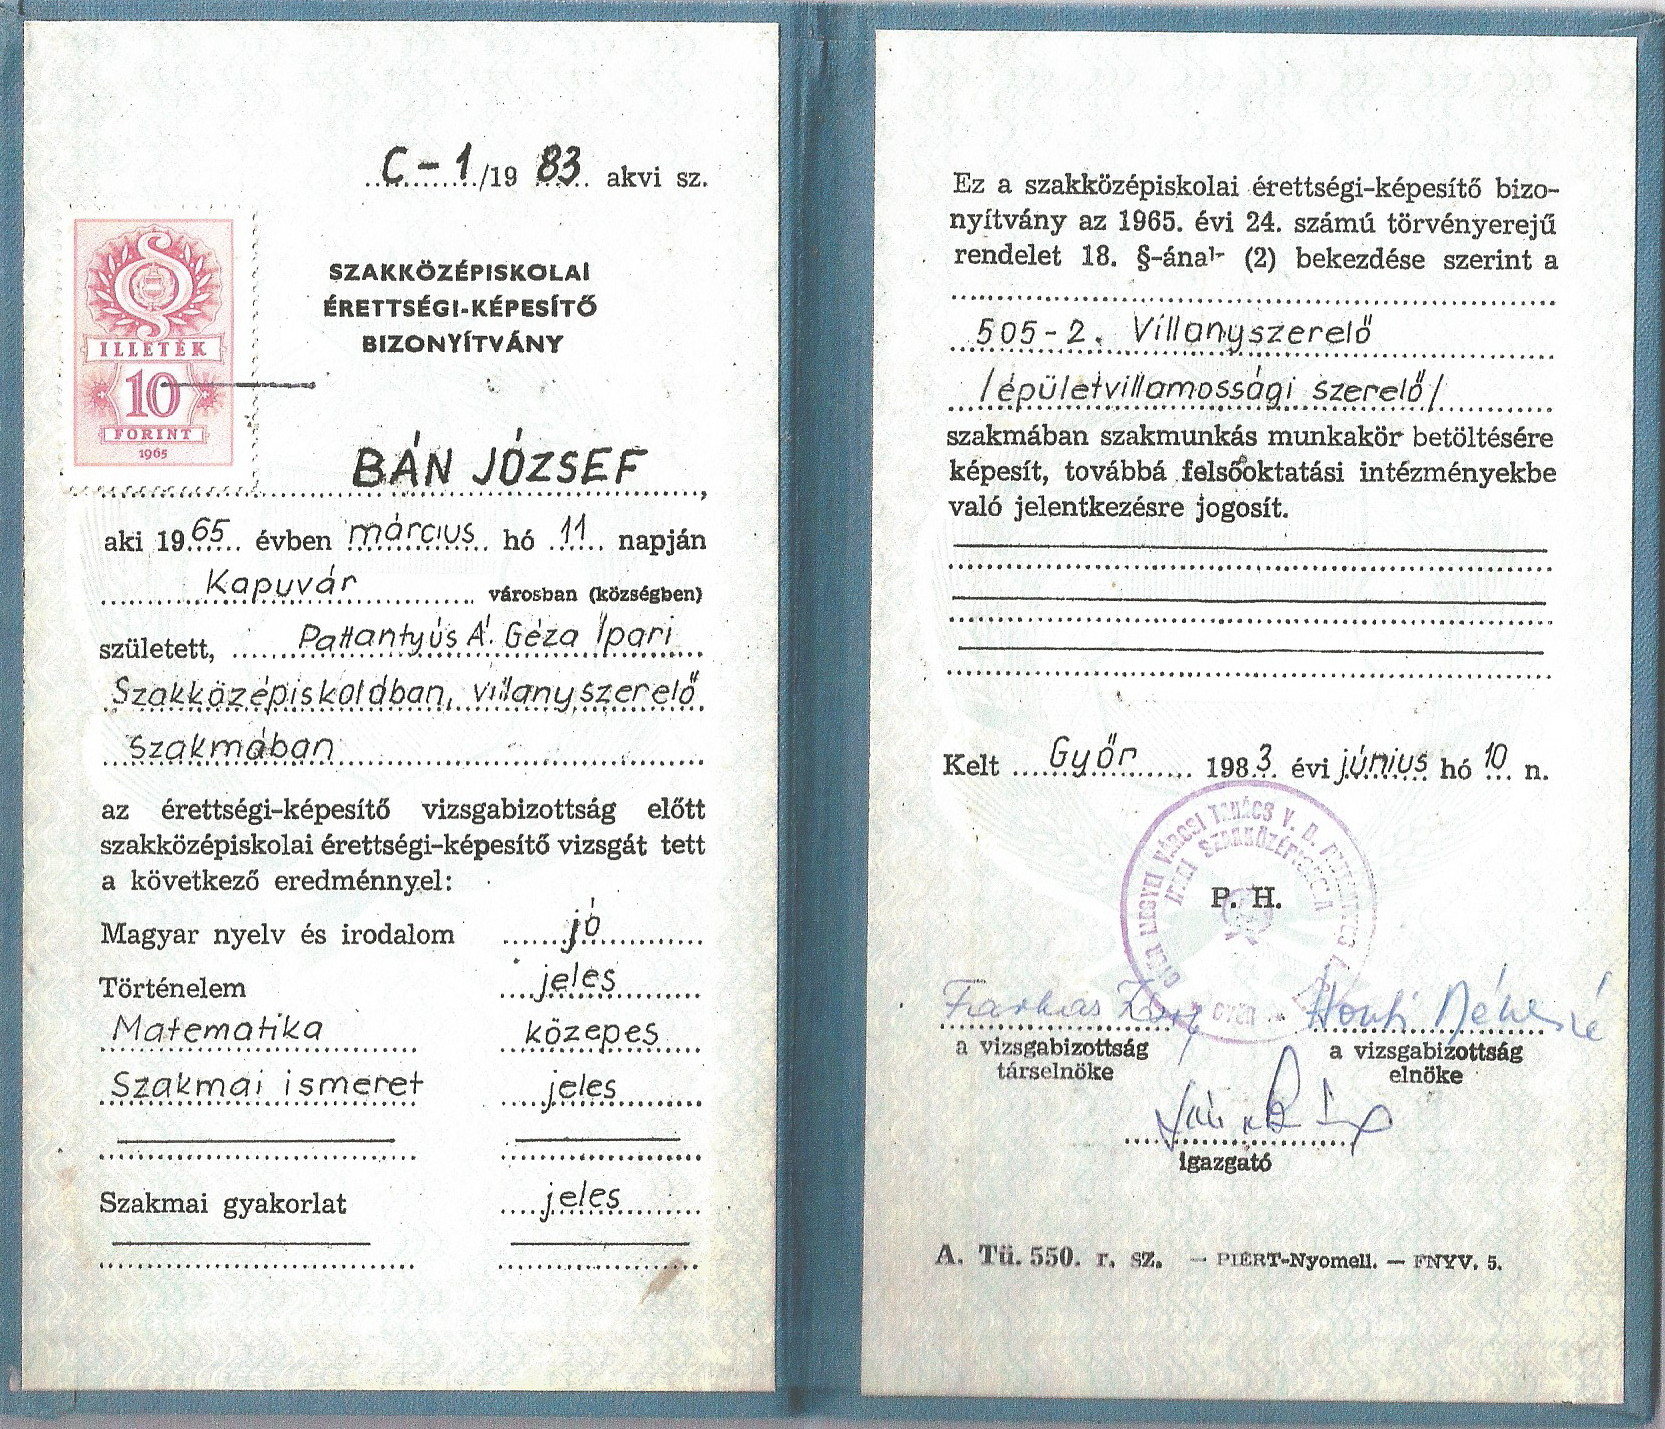 C-1/1983 akvi sz.
ILLETÉK
10
FORINT
1965
SZAKKÖZÉPISKOLAI
ÉRETTSÉGI-KÉPESÍTŐ
BIZONYÍTVÁNY
BÁN JÓZSEF,
aki 1965 évben március hó 11 napján
Kapuvár városban (községben)
született, Pattantyús Á. Géza Ipari
Szakközépiskolában, villanyszerelő
szakmában
az érettségi-képesítő vizsgabizottság előtt
szakközépiskolai érettségi-képesítő vizsgát tett
a következő eredménnyel:
Magyar nyelv és irodalom jó
Történelem jeles
Matematika közepes
Szakmai ismeret jeles
Szakmai gyakorlat jeles
Ez a szakközépiskolai érettségi-képesítő bizo-
nyítvány az 1965. évi 24. számú törvényerejű
rendelet 18. §-ának (2) bekezdése szerint a
505-2. Villanyszerelő
/épületvillamossági szerelő/
szakmában szakmunkás munkakör betöltésére
képesít, továbbá felsőoktatási intézményekbe
való jelentkezésre jogosít.
Kelt Győr 1983 évi június hó 10 n.
P. H.
Farkas
a vizsgabizottság
társelnöke
a vizsgabizottság
elnöke
igazgató
A. Tü. 550. r. sz. — PIÉRT-Nyomell. — FNYV. 5.